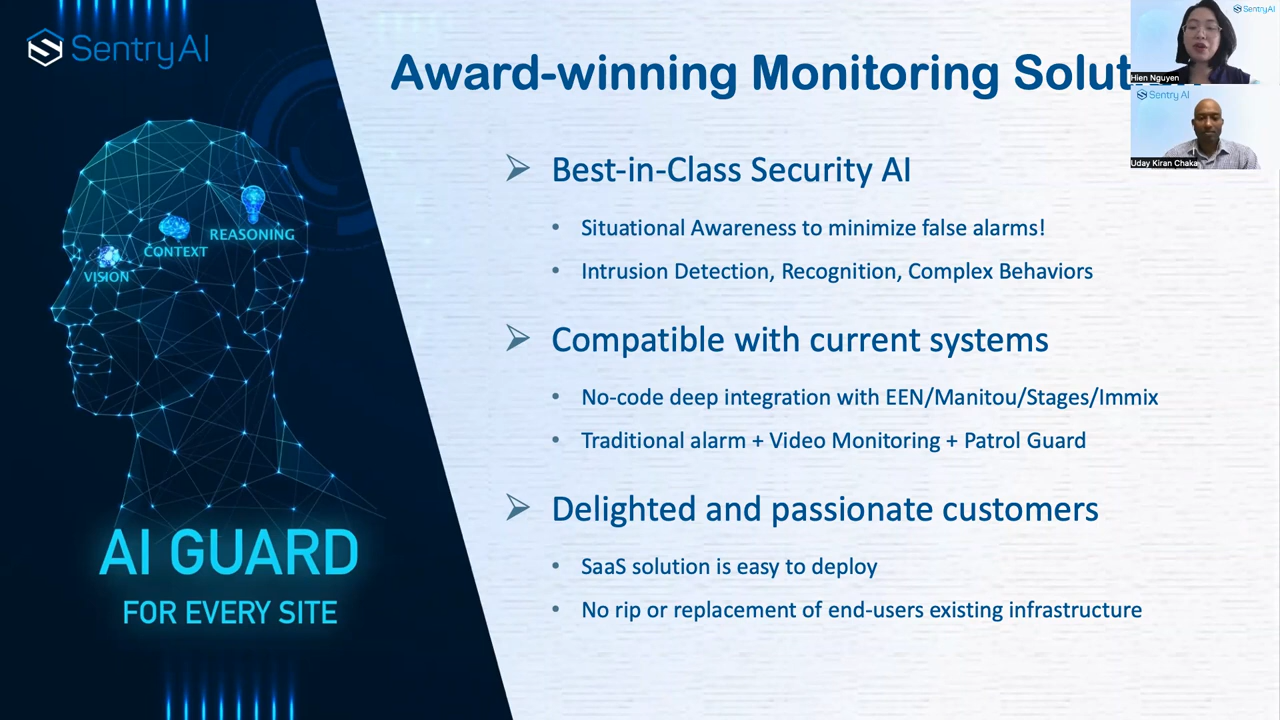 SentryAI
Award-winning Monitoring
SentryAI
Hien Nguyen
Sentry AI
Uday Kiran Chaka
Best-in-Class Security AI
Situational Awareness to minimize false alarms!
Intrusion Detection, Recognition, Complex Behaviors
REASONING
CONTEXT
VISION
Compatible with current systems
No-code deep integration with EEN/Manitou/Stages/Immix
Traditional alarm + Video Monitoring + Patrol Guard
Delighted and passionate customers
SaaS solution is easy to deploy
No rip or replacement of end-users existing infrastructure
AI GUARD
FOR EVERY SITE